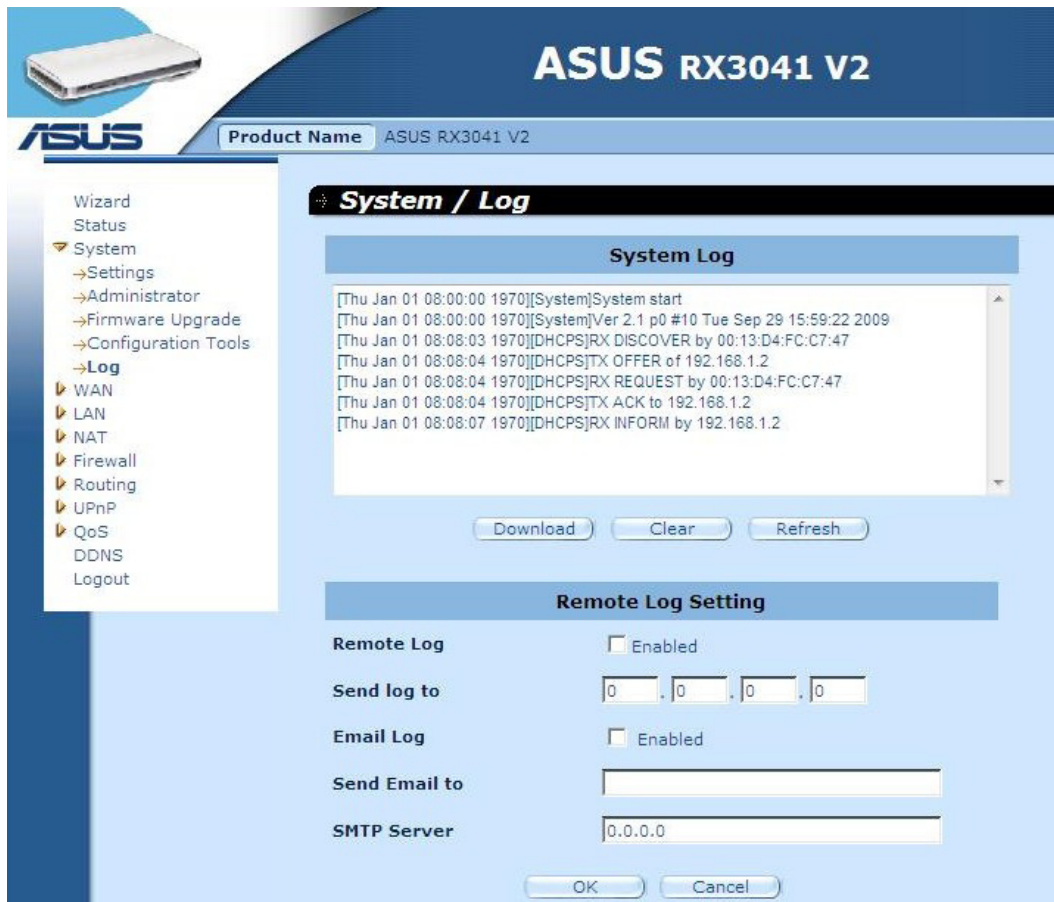 ASUS RX3041 V2
ASUS
Product Name ASUS RX3041 V2
Wizard
Status
System
Settings
Administrator
Firmware Upgrade
Configuration Tools
Log
WAN
LAN
NAT
Firewall
Routing
UPnP
QoS
DDNS
Logout
System / Log
System Log
[Thu Jan 01 08:00:00 1970][System]System start
[Thu Jan 01 08:00:00 1970][System]Ver 2.1 p0 #10 Tue Sep 29 15:59:22 2009
[Thu Jan 01 08:08:03 1970][DHCPS]RX DISCOVER by 00:13:D4:FC:C7:47
[Thu Jan 01 08:08:04 1970][DHCPS]TX OFFER of 192.168.1.2
[Thu Jan 01 08:08:04 1970][DHCPS]RX REQUEST by 00:13:D4:FC:C7:47
[Thu Jan 01 08:08:04 1970][DHCPS]TX ACK to 192.168.1.2
[Thu Jan 01 08:08:07 1970][DHCPS]RX INFORM by 192.168.1.2
Download Clear Refresh
Remote Log Setting
Remote Log Enabled
Send log to 0 . 0 . 0 . 0
Email Log Enabled
Send Email to
SMTP Server 0.0.0.0
OK Cancel